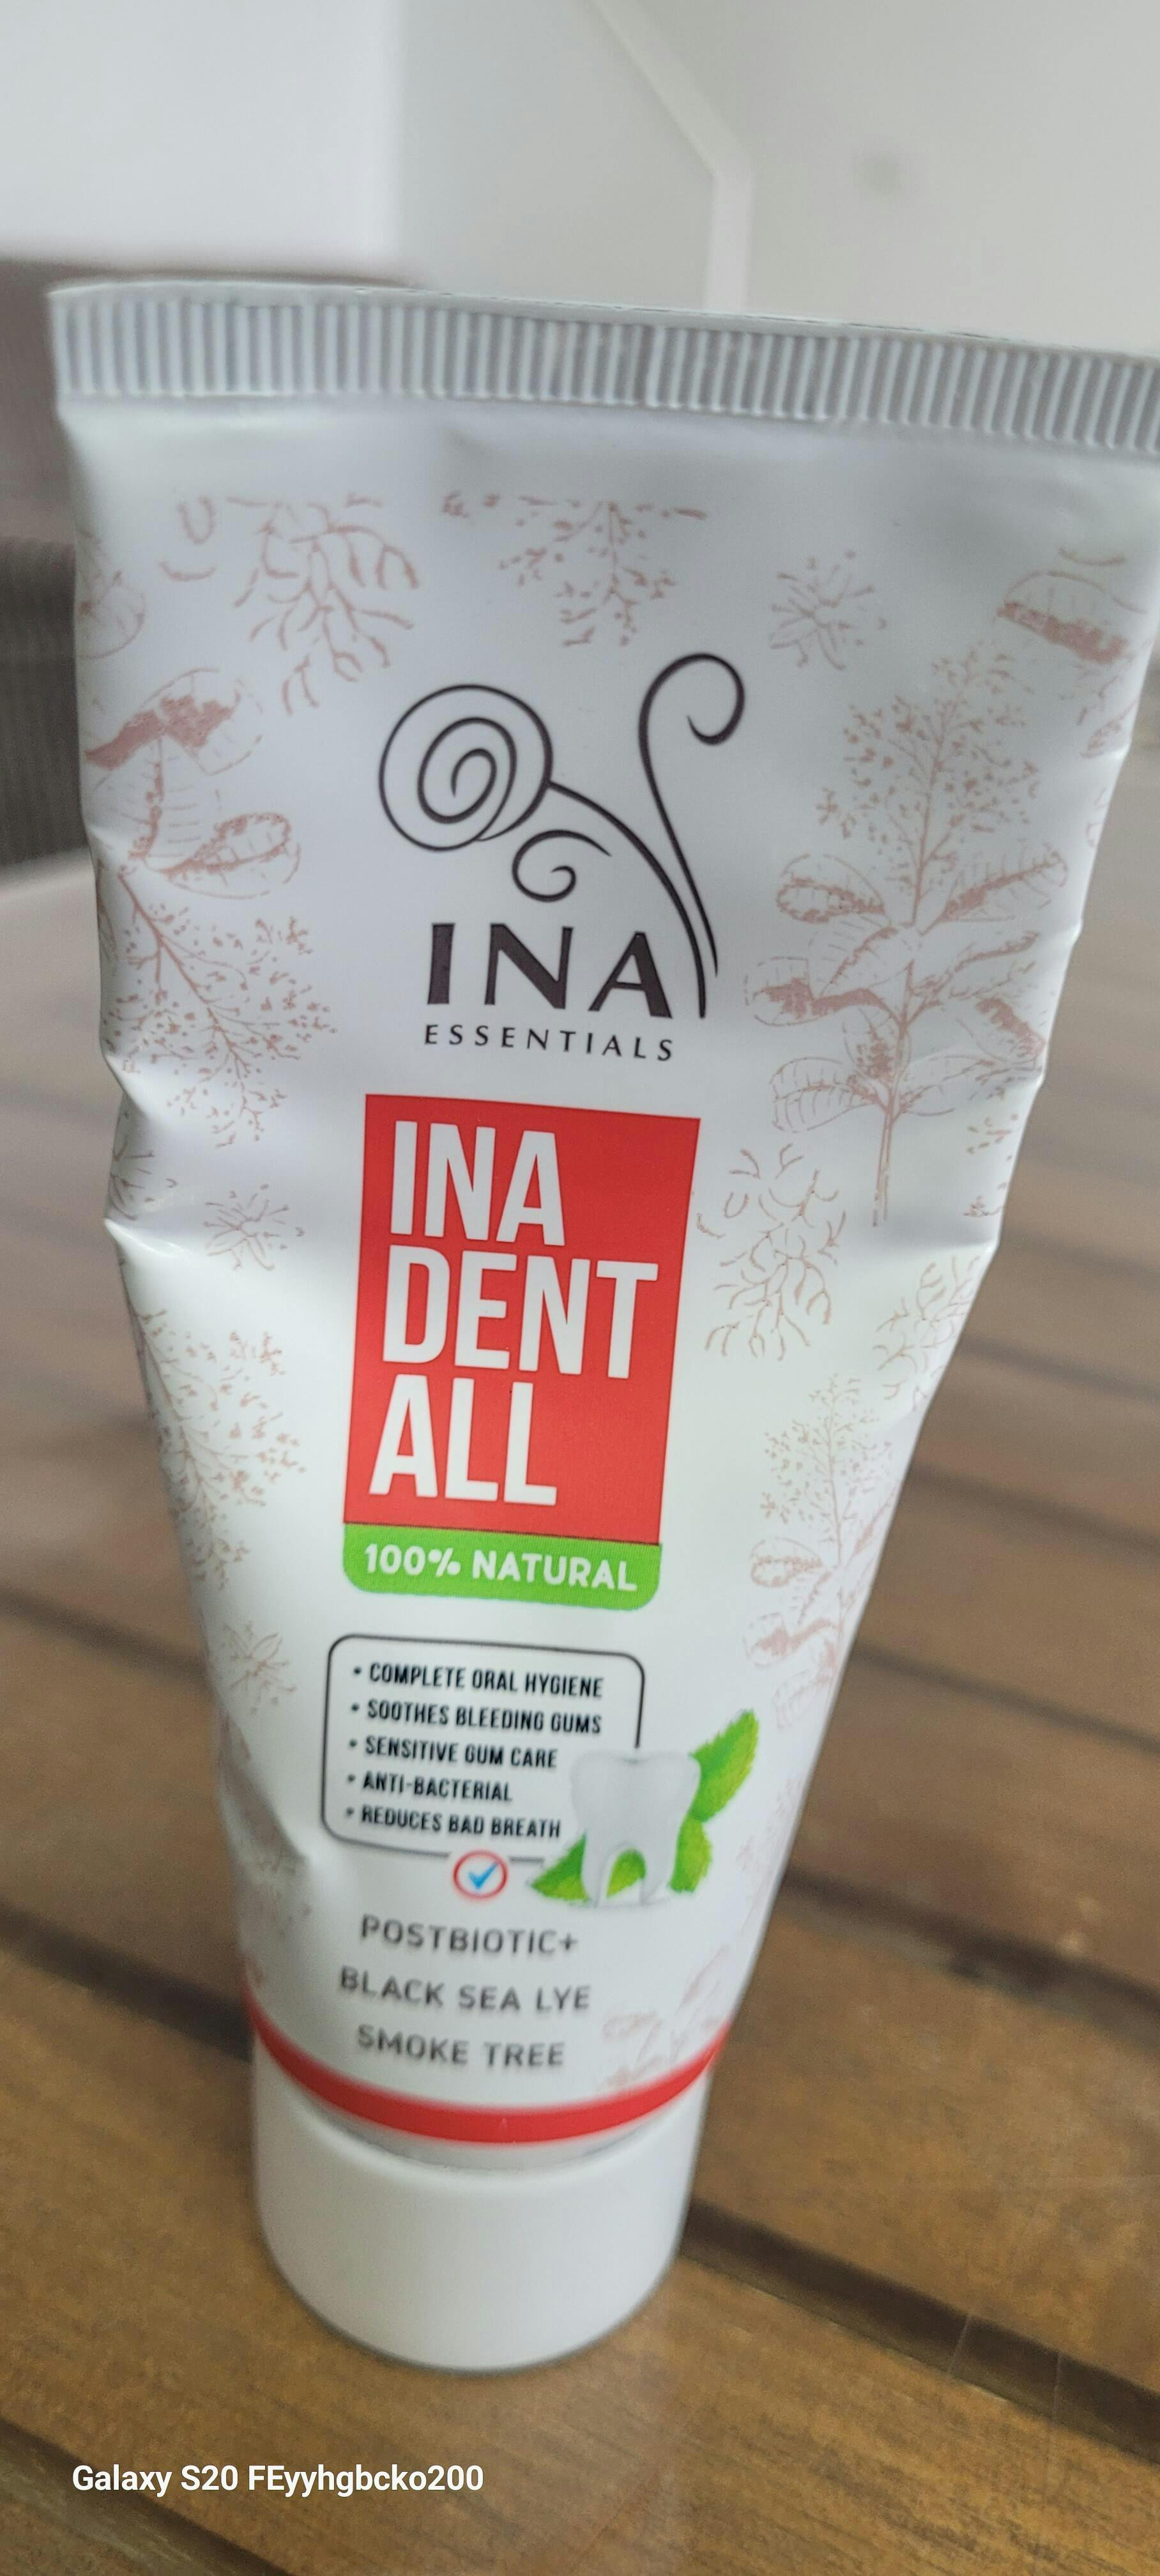 INA
ESSENTIALS
INA
DENT
ALL
100% NATURAL
• COMPLETE ORAL HYGIENE
• SOOTHES BLEEDING GUMS
• SENSITIVE GUM CARE
• ANTI-BACTERIAL
• REDUCES BAD BREATH
POSTBIOTIC+
BLACK SEA LYE
SMOKE TREE
Galaxy S20 FEyyhgbcko200